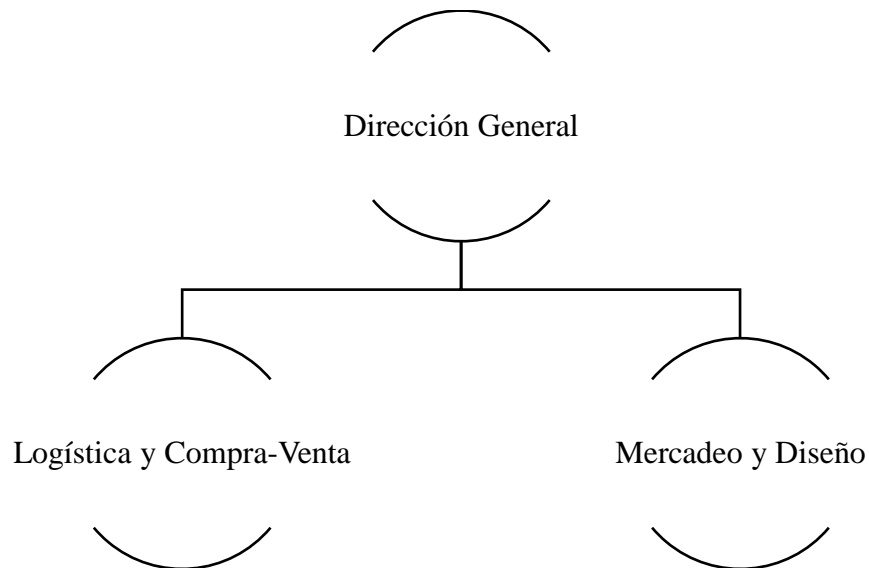 Dirección General
Logística y Compra-Venta
Mercadeo y Diseño